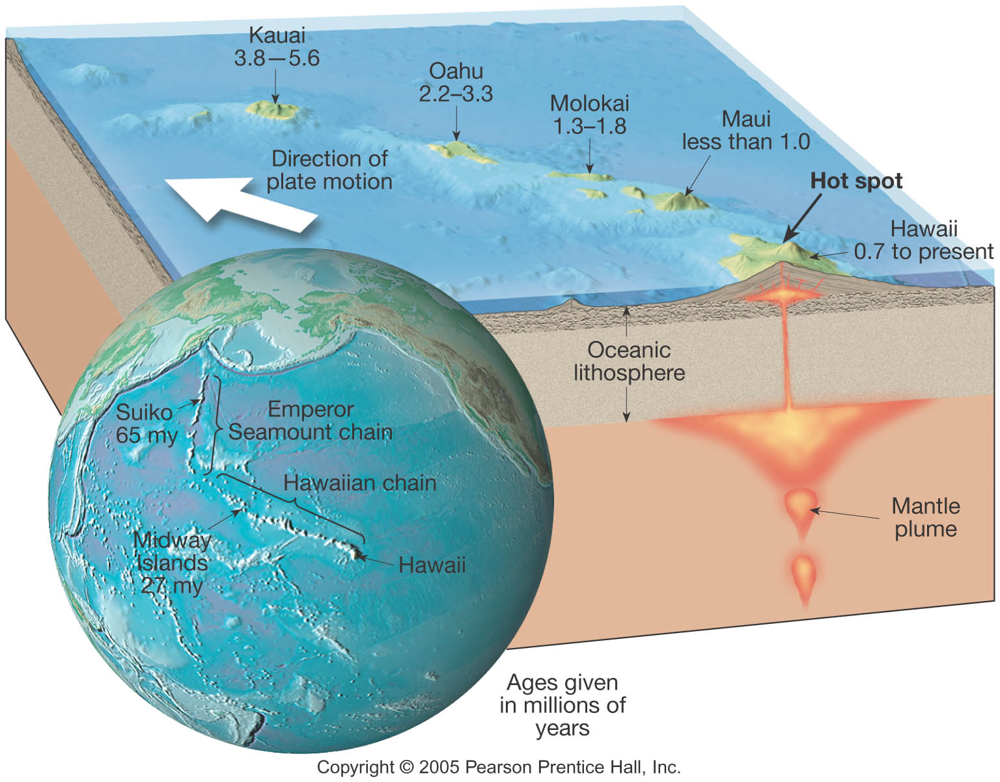 Kauai
3.8—5.6
Oahu
2.2–3.3
Molokai
1.3–1.8
Maui
less than 1.0
Direction of
plate motion
Hot spot
Hawaii
0.7 to present
Oceanic
lithosphere
Suiko
65 my
Emperor
Seamount chain
Hawaiian chain
Midway
Islands
27 my
Hawaii
Mantle
plume
Ages given
in millions of
years
Copyright © 2005 Pearson Prentice Hall, Inc.